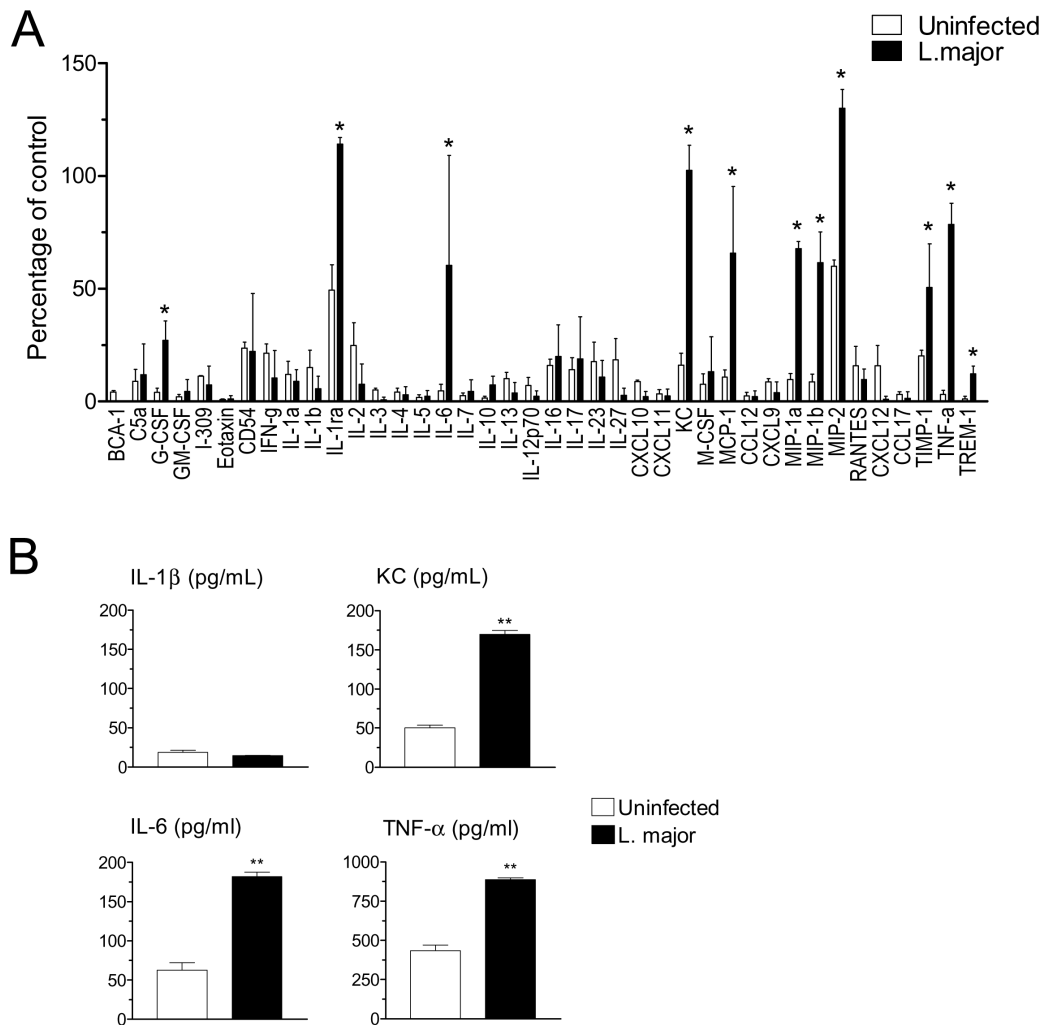 A
Uninfected
L.major
Percentage of control
150
100
50
0
* * * * * * * * * * *
BCA-1 C5a G-CSF GM-CSF I-309 Eotaxin CD54 IFN-g IL-1a IL-1b IL-1ra IL-2 IL-3 IL-4 IL-5 IL-6 IL-7 IL-10 IL-13 IL-12p70 IL-16 IL-17 IL-23 IL-27 CXCL10 CXCL11 KC M-CSF MCP-1 CCL12 CXCL9 MIP-1a MIP-1b MIP-2 RANTES CXCL12 CCL17 TIMP-1 TNF-a TREM-1
B
IL-1β (pg/mL)
200
150
100
50
0
KC (pg/mL)
200
150
100
50
0
**
Uninfected
L. major
IL-6 (pg/ml)
200
150
100
50
0
**
TNF-α (pg/ml)
1000
750
500
250
0
**